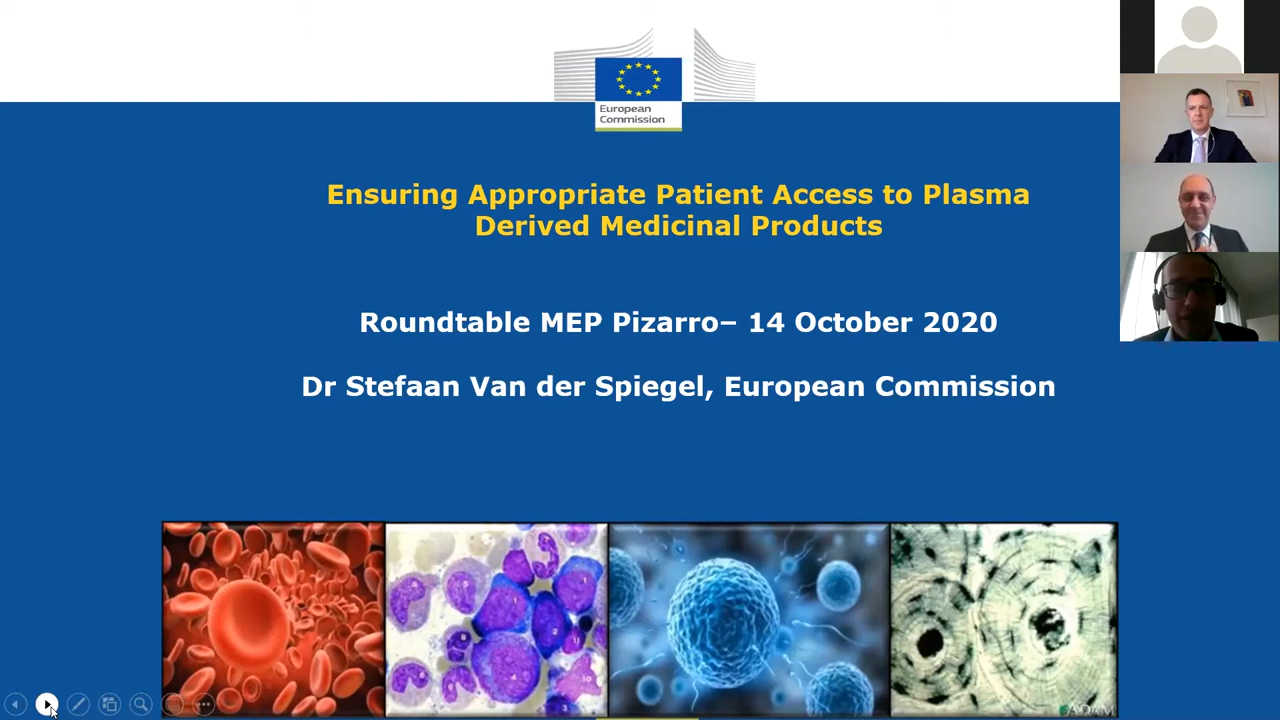 European
Commission
Ensuring Appropriate Patient Access to Plasma
Derived Medicinal Products
Roundtable MEP Pizarro– 14 October 2020
Dr Stefaan Van der Spiegel, European Commission
A.D.A.M.